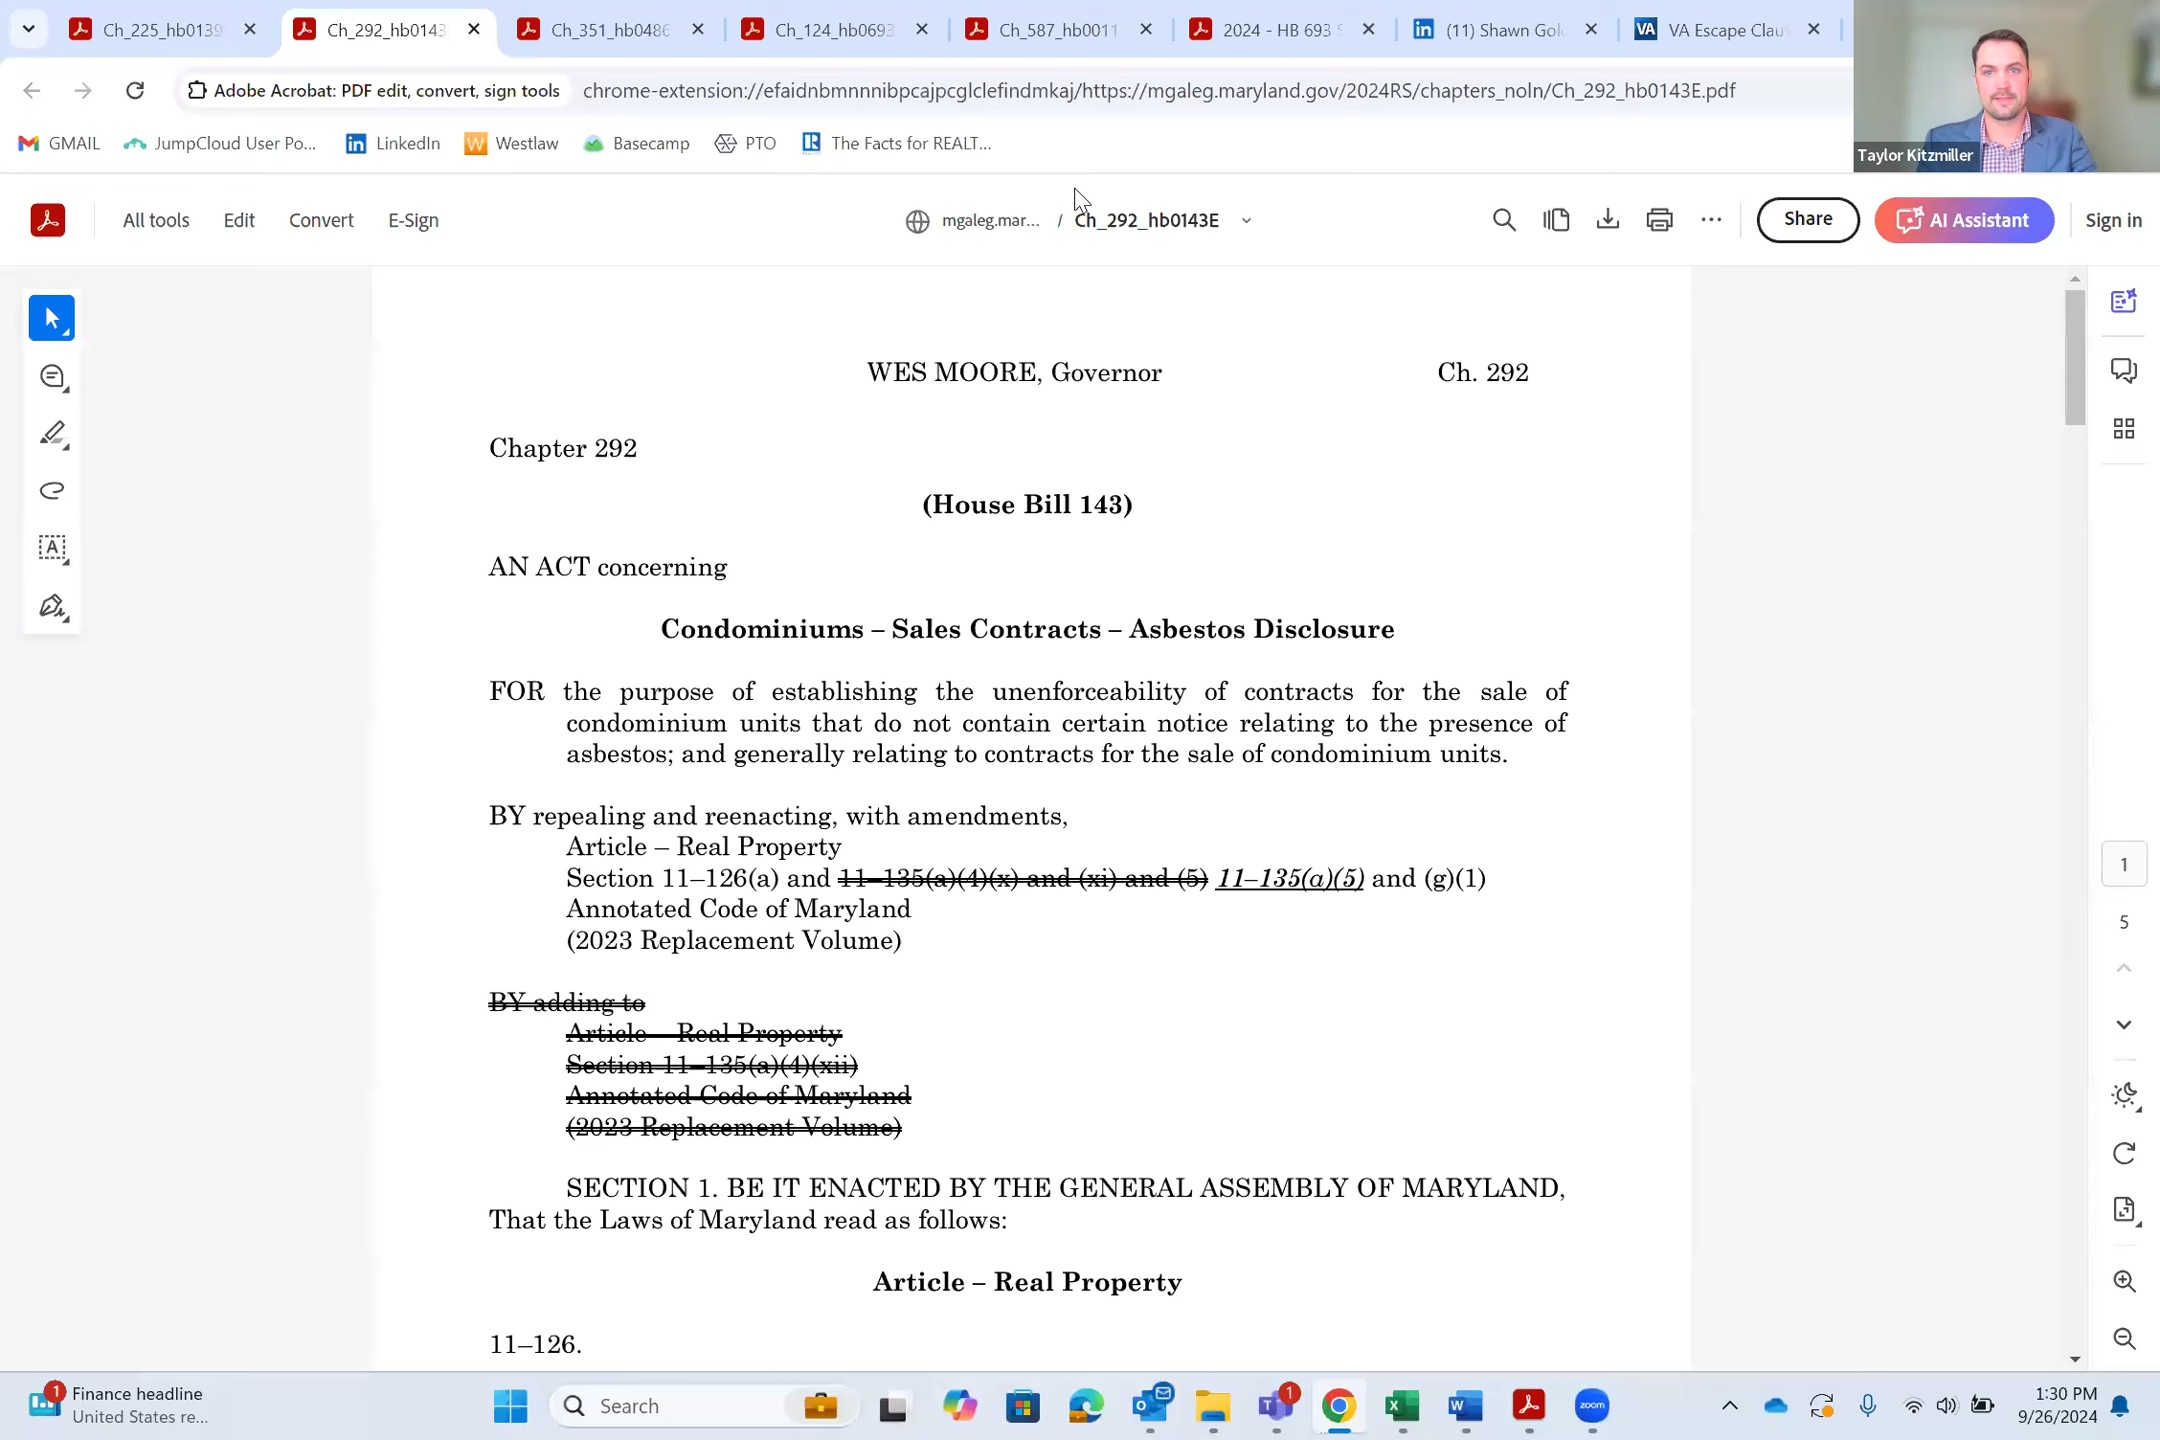 Ch_225_hb0139
Ch_292_hb0143
Ch_351_hb0486
Ch_124_hb0693
Ch_587_hb0011
2024 - HB 693 S
(11) Shawn Gol
VA Escape Clau
Adobe Acrobat: PDF edit, convert, sign tools
chrome-extension://efaidnbmnnnibpcajpcglclefindmkaj/https://mgaleg.maryland.gov/2024RS/chapters_noln/Ch_292_hb0143E.pdf
GMAIL
JumpCloud User Po...
LinkedIn
Westlaw
Basecamp
PTO
The Facts for REALT...
Taylor Kitzmiller
All tools
Edit
Convert
E-Sign
mgaleg.mar... / Ch_292_hb0143E
Share
AI Assistant
Sign in
WES MOORE, Governor
Ch. 292
Chapter 292
(House Bill 143)
AN ACT concerning
Condominiums – Sales Contracts – Asbestos Disclosure
FOR the purpose of establishing the unenforceability of contracts for the sale of
condominium units that do not contain certain notice relating to the presence of
asbestos; and generally relating to contracts for the sale of condominium units.
BY repealing and reenacting, with amendments,
Article – Real Property
Section 11–126(a) and 11–135(a)(4)(x) and (xi) and (5) 11–135(a)(5) and (g)(1)
Annotated Code of Maryland
(2023 Replacement Volume)
BY adding to
Article – Real Property
Section 11–135(a)(4)(xii)
Annotated Code of Maryland
(2023 Replacement Volume)
SECTION 1. BE IT ENACTED BY THE GENERAL ASSEMBLY OF MARYLAND,
That the Laws of Maryland read as follows:
Article – Real Property
11–126.
1
5
1
Finance headline
United States re...
Search
1
zoom
1:30 PM
9/26/2024